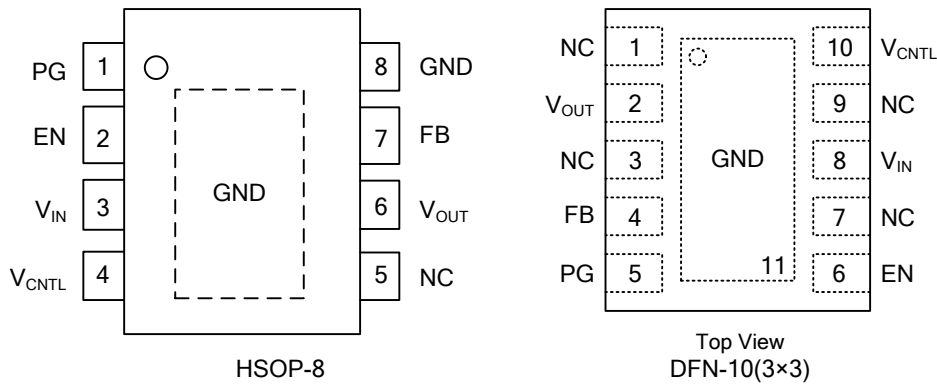 PG 1 8 GND
EN 2 7 FB
GND
VIN 3 6 VOUT
VCNTL 4 5 NC
HSOP-8
NC 1 10 VCNTL
VOUT 2 9 NC
NC 3 GND 8 VIN
FB 4 7 NC
PG 5 11 6 EN
Top View
DFN-10(3×3)